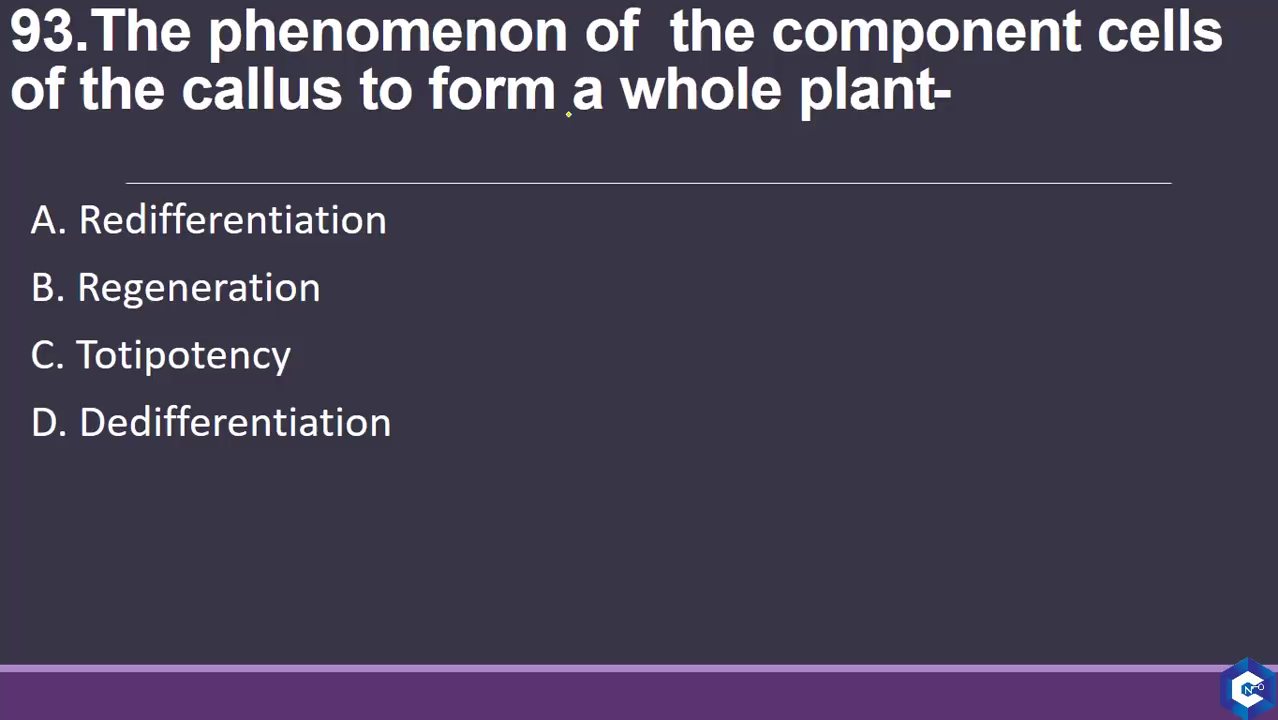 93.The phenomenon of  the component cells
of the callus to form a whole plant-
A. Redifferentiation
B. Regeneration
C. Totipotency
D. Dedifferentiation